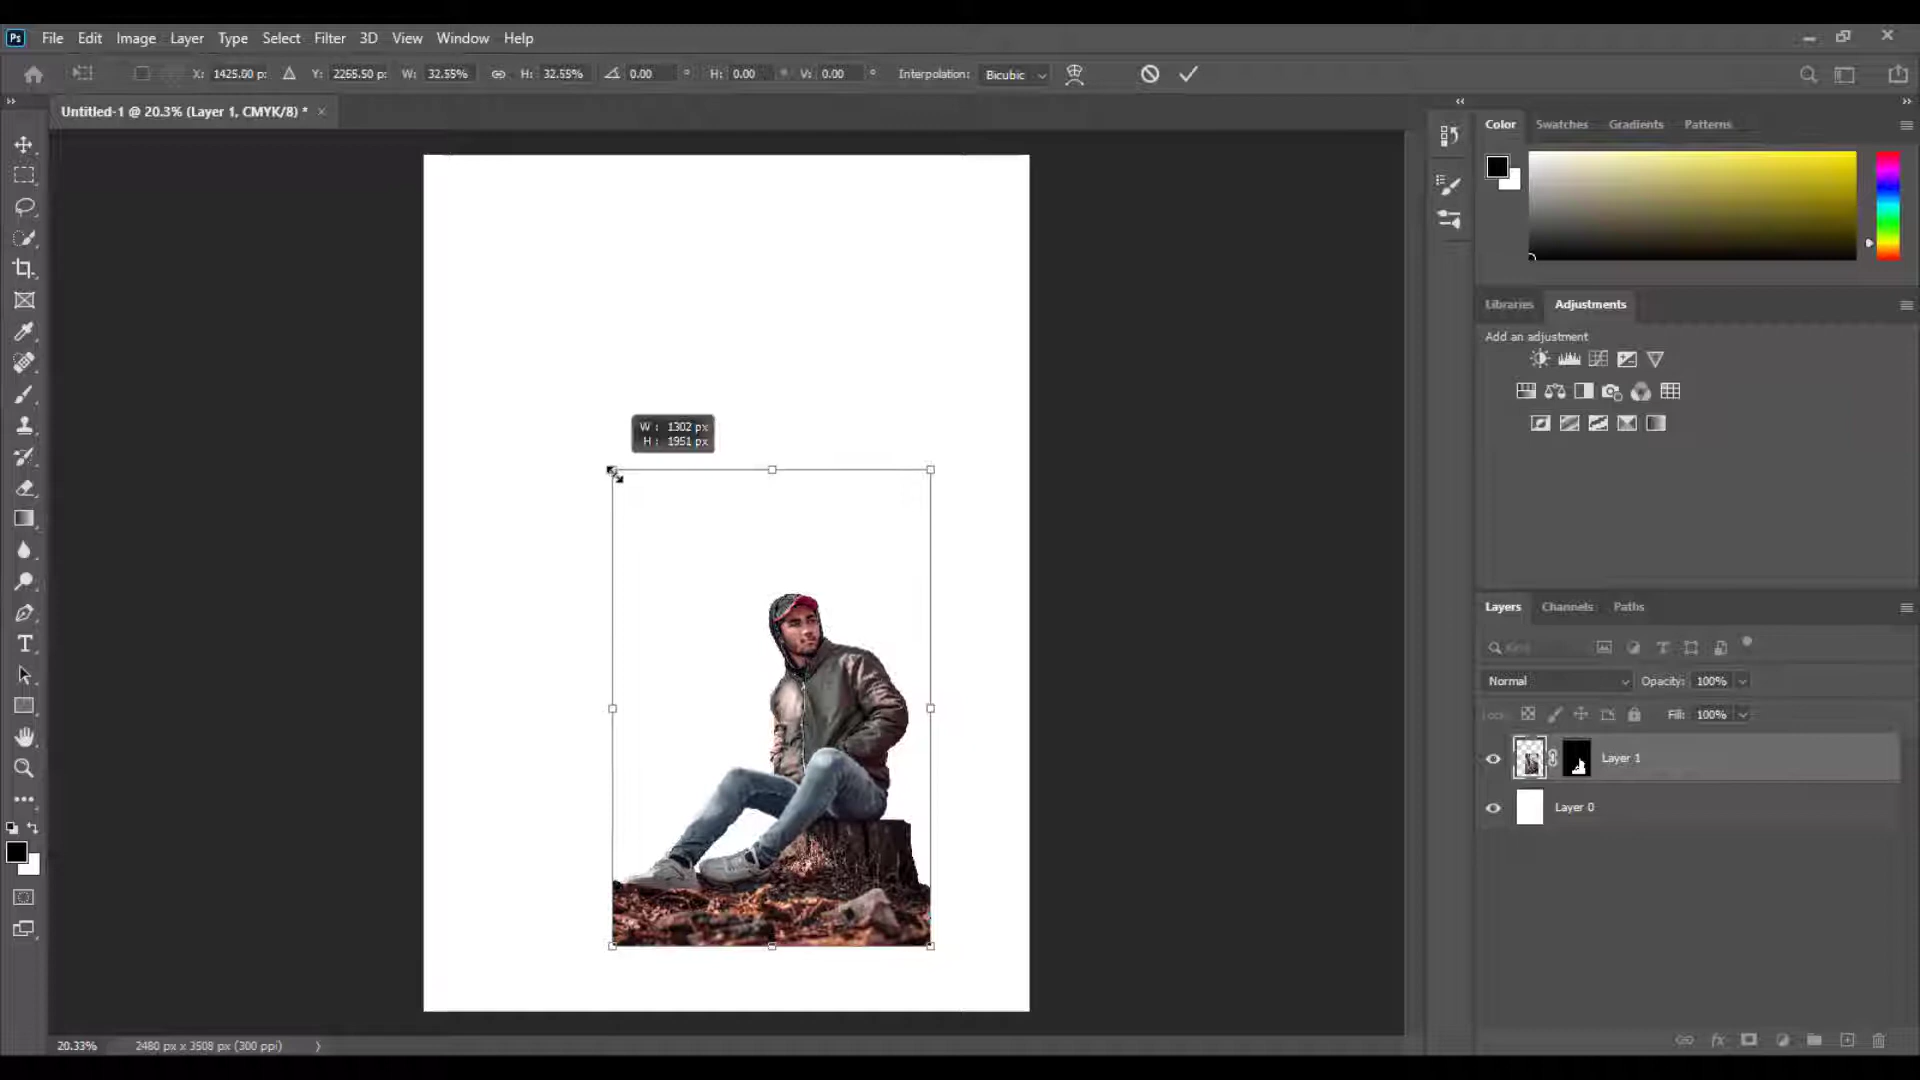 Ps File Edit Image Layer Type Select Filter 3D View Window Help
X: 1425.00 p: Y: 2265.50 p: W: 32.55% H: 32.55% 0.00 ° H: 0.00 ° V: 0.00 ° Interpolation: Bicubic
Untitled-1 @ 20.3% (Layer 1, CMYK/8) * ×
Color Swatches Gradients Patterns
Libraries Adjustments
Add an adjustment
W : 1302 px
H : 1951 px
Layers Channels Paths
Kind
Normal Opacity: 100%
Lock: Fill: 100%
Layer 1
Layer 0
20.33% 2480 px x 3508 px (300 ppi)